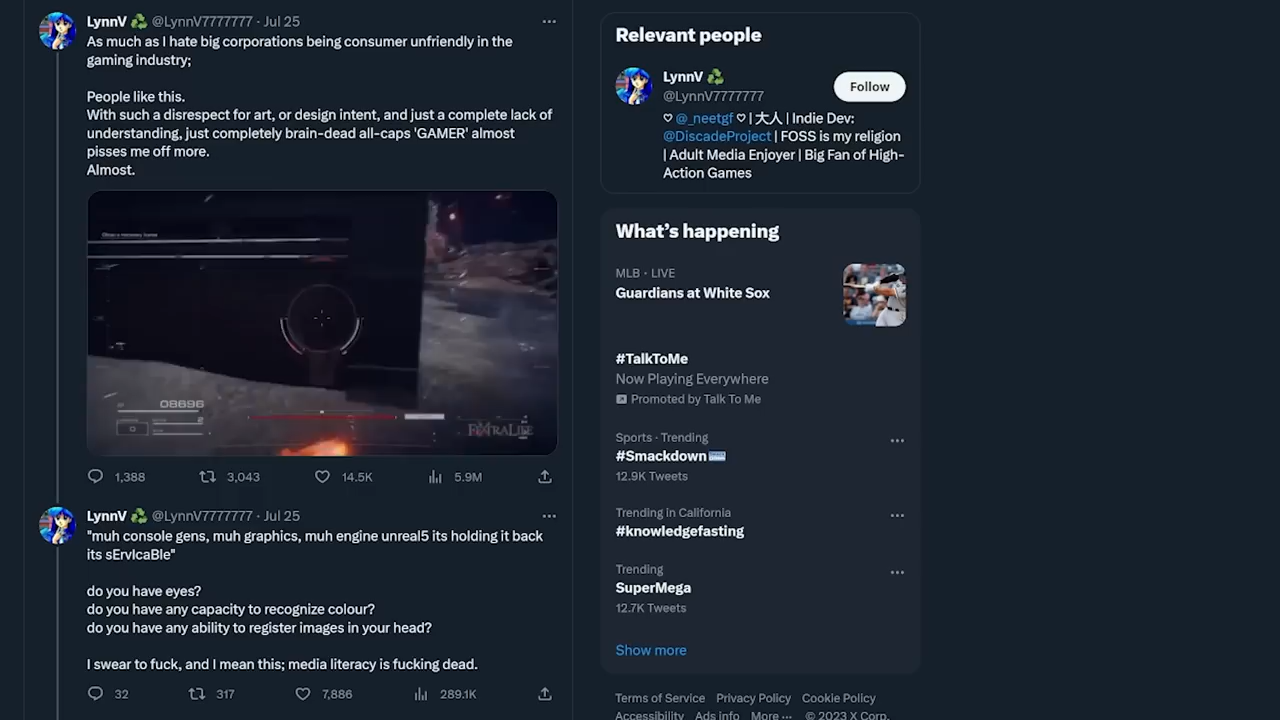 LynnV ♻ @LynnV7777777 · Jul 25
As much as I hate big corporations being consumer unfriendly in the
gaming industry;
People like this.
With such a disrespect for art, or design intent, and just a complete lack of
understanding, just completely brain-dead all-caps 'GAMER' almost
pisses me off more.
Almost.
08696
1,388 3,043 14.5K 5.9M
LynnV ♻ @LynnV7777777 · Jul 25
"muh console gens, muh graphics, muh engine unreal5 its holding it back
its sErvIcaBle"
do you have eyes?
do you have any capacity to recognize colour?
do you have any ability to register images in your head?
I swear to fuck, and I mean this; media literacy is fucking dead.
32 317 7,886 289.1K
Relevant people
LynnV ♻
@LynnV7777777
Follow
♡ @_neetgf ♡ | 大人 | Indie Dev:
@DiscadeProject | FOSS is my religion
| Adult Media Enjoyer | Big Fan of High-
Action Games
What's happening
MLB · LIVE
Guardians at White Sox
#TalkToMe
Now Playing Everywhere
Promoted by Talk To Me
Sports · Trending
#Smackdown
12.9K Tweets
Trending in California
#knowledgefasting
Trending
SuperMega
12.7K Tweets
Show more
Terms of Service Privacy Policy Cookie Policy
Accessibility Ads info More ··· © 2023 X Corp.